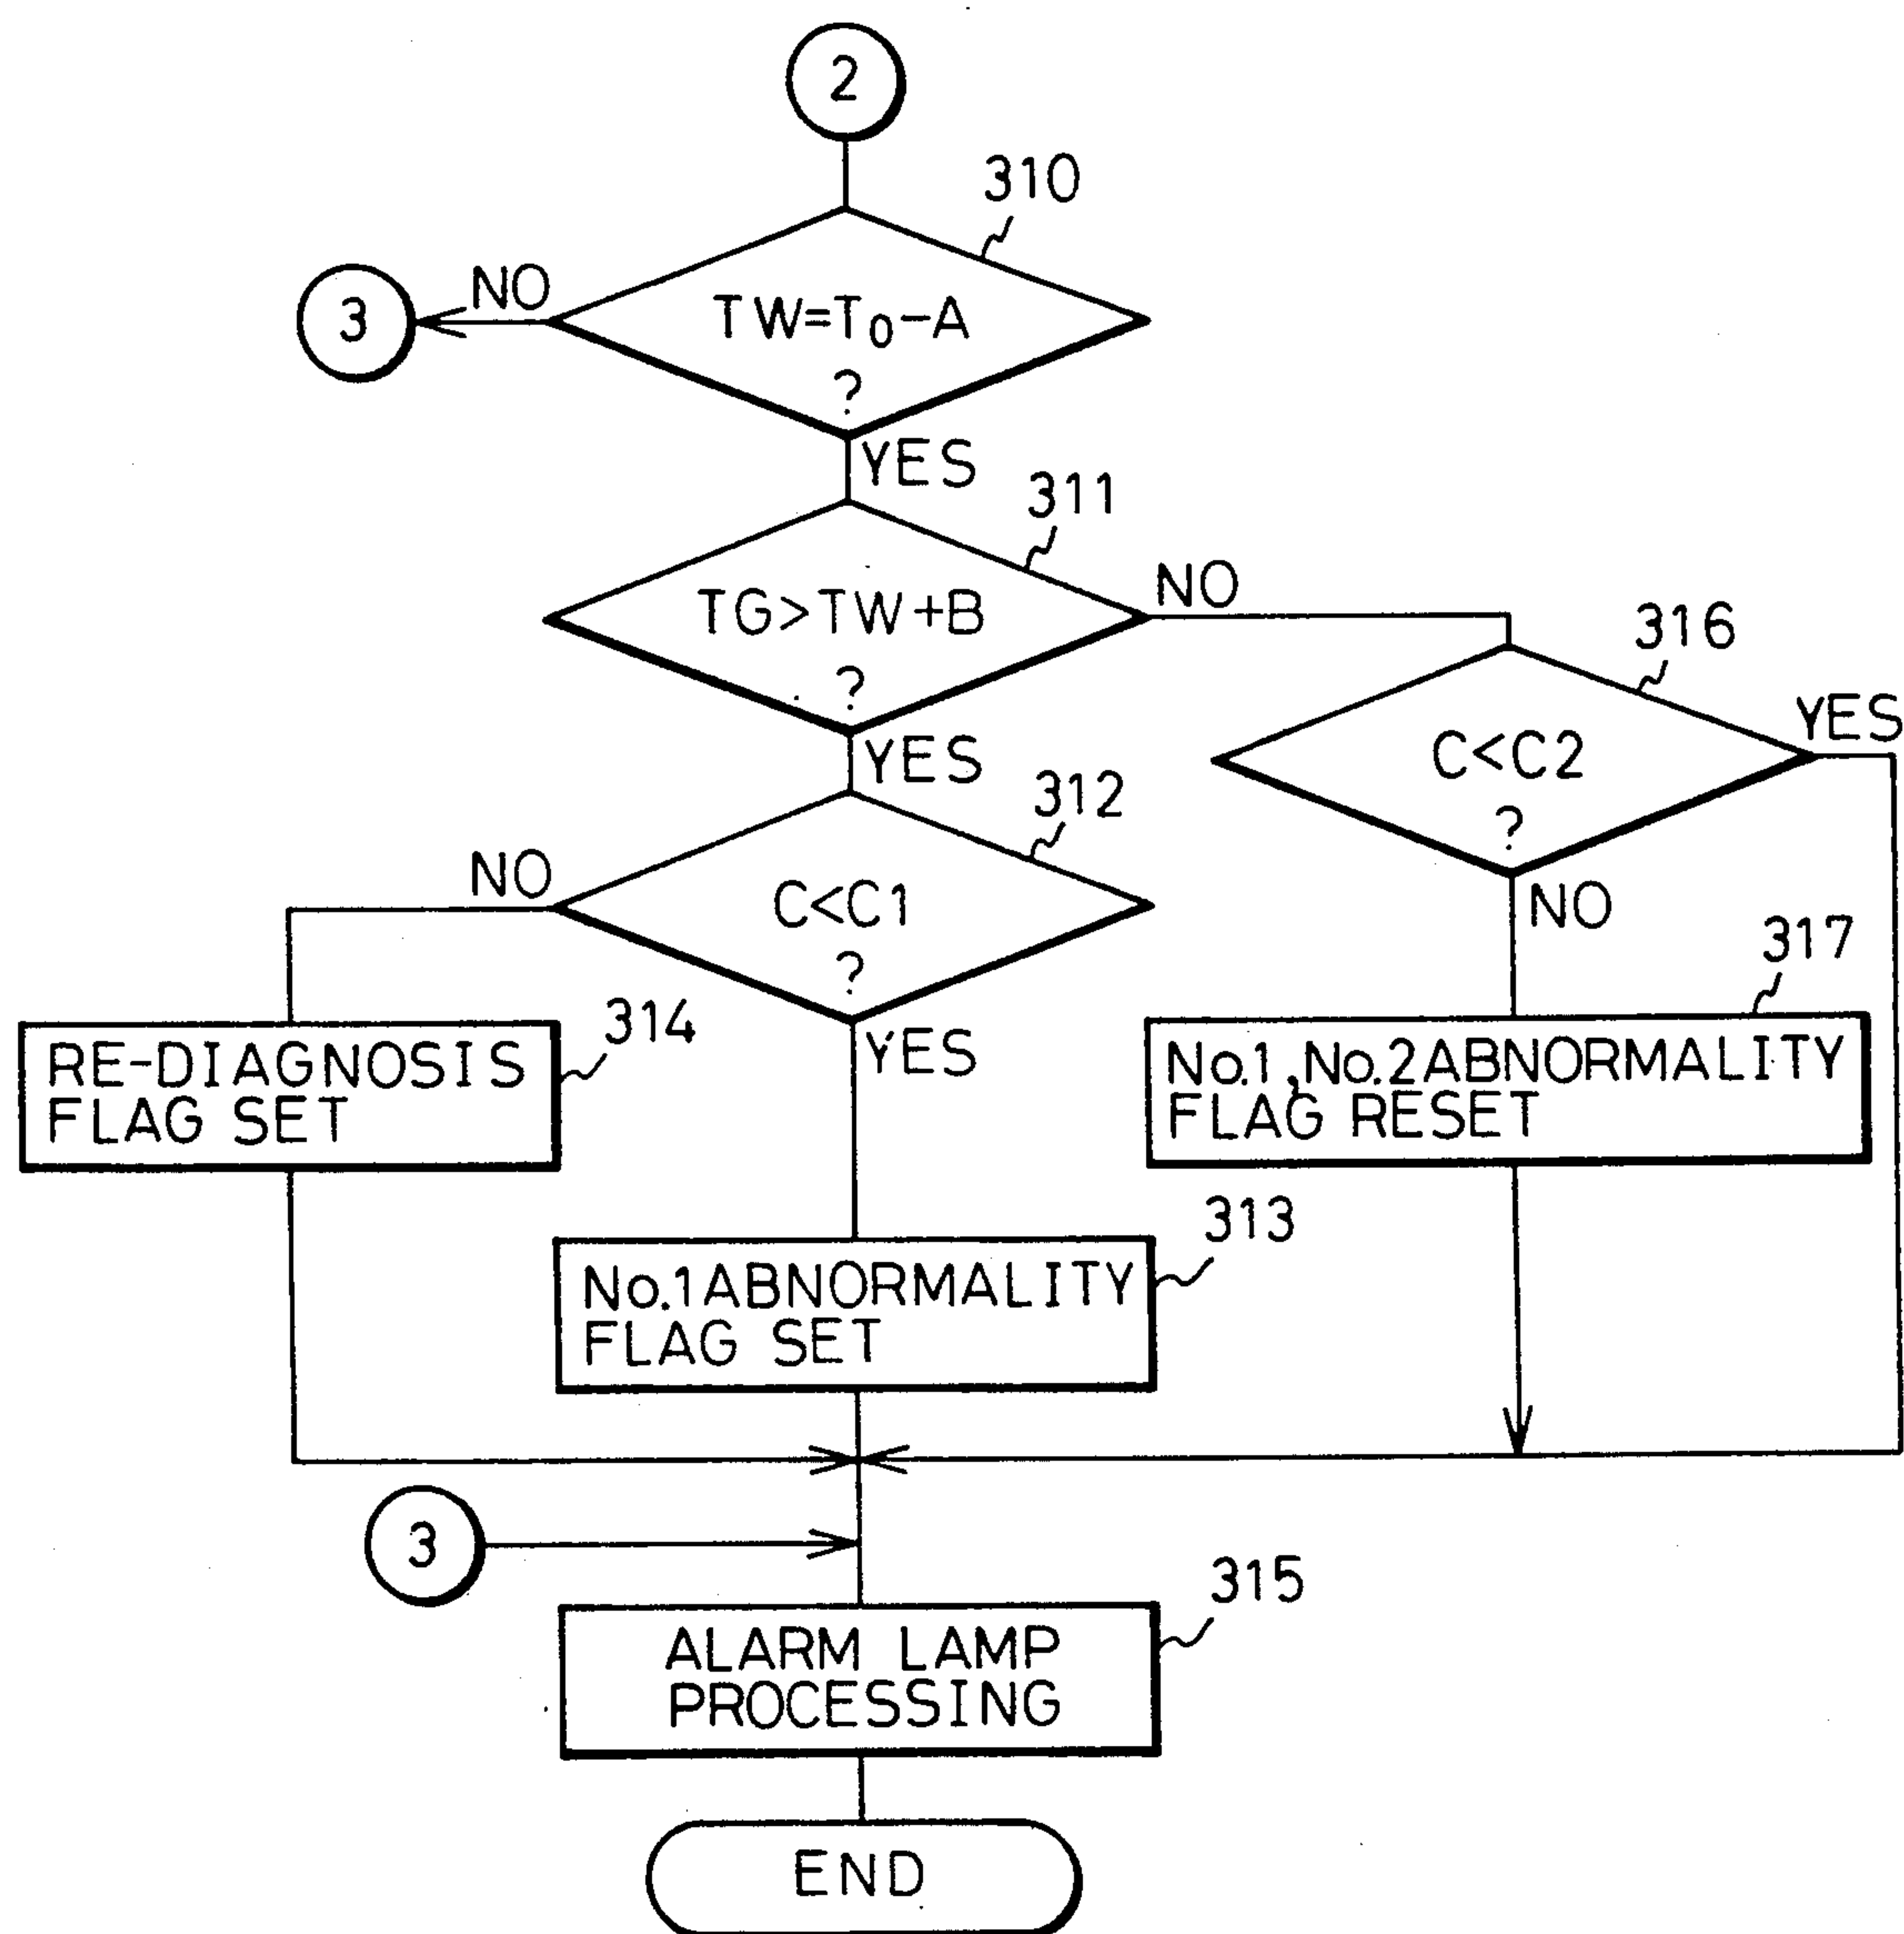 2
310
NO
3
TW=T₀-A
?
YES
311
TG>TW+B
?
NO
316
YES
C<C2
?
YES
312
NO
C<C1
?
NO
317
314
YES
RE-DIAGNOSIS
FLAG SET
No.1,No.2ABNORMALITY
FLAG RESET
313
No.1ABNORMALITY
FLAG SET
3
315
ALARM LAMP
PROCESSING
END